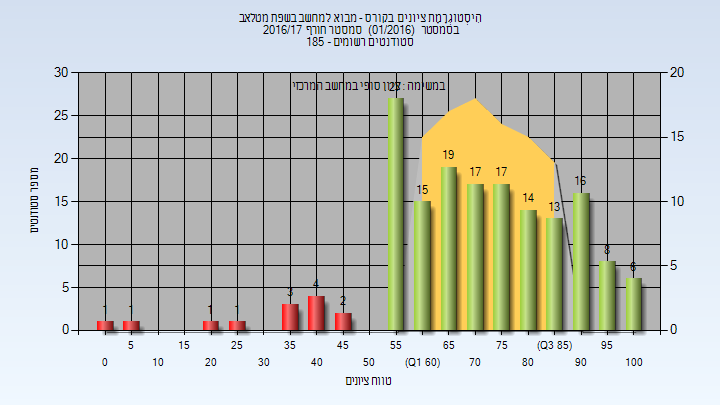 היסטוגרמת ציונים בקורס - מבוא למחשב בשפת מטלאב
בסמסטר (01/2016) סמסטר חורף 2016/17
סטודנטים רשומים - 185
במשימה : ציון סופי במחשב המרכזי
30 25 20 15 10 5 0
20 15 10 5 0
מספר סטודנטים
1 1 1 1 3 4 2 27 15 19 17 17 14 13 16 8 6
5 15 25 35 45 55 65 75 (Q3 85) 95
0 10 20 30 40 50 (Q1 60) 70 80 90 100
טווח ציונים